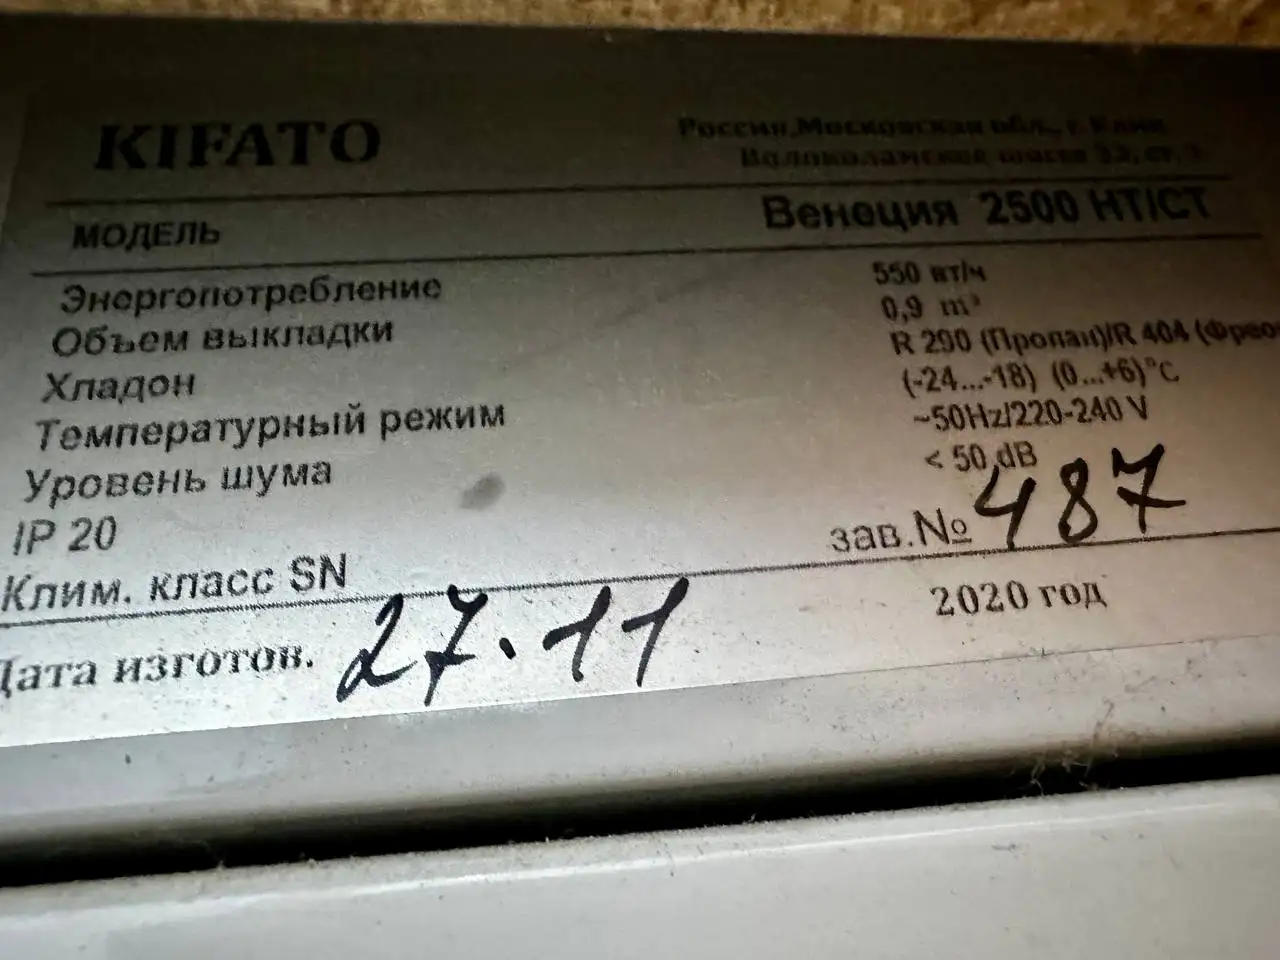 KIFATO
Россия, Московская обл., г. Клин
Волоколамское шоссе
МОДЕЛЬ Венеция 2500 НТ/СТ
Энергопотребление 550 вт/ч
Объем выкладки 0,9 m³
Хладон R 290 (Пропан)/R 404 (Фрео
Температурный режим (-24...-18) (0...+6)°C
~50Hz/220-240 V
Уровень шума < 50 dB
IP 20 зав.№ 487
Клим. класс SN
Дата изготов. 27.11 2020 год